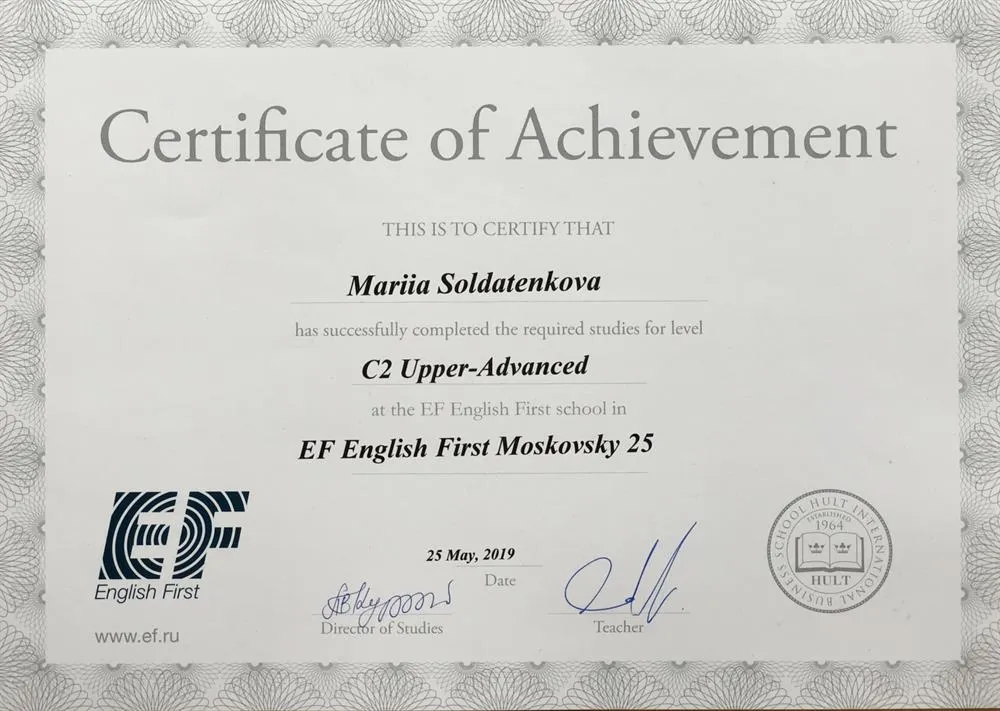 Certificate of Achievement
THIS IS TO CERTIFY THAT
Mariia Soldatenkova
has successfully completed the required studies for level
C2 Upper-Advanced
at the EF English First school in
EF English First Moskovsky 25
EF
English First
www.ef.ru
25 May, 2019
Date
Director of Studies
Teacher
HULT INTERNATIONAL BUSINESS SCHOOL
ESTABLISHED
1964
HULT